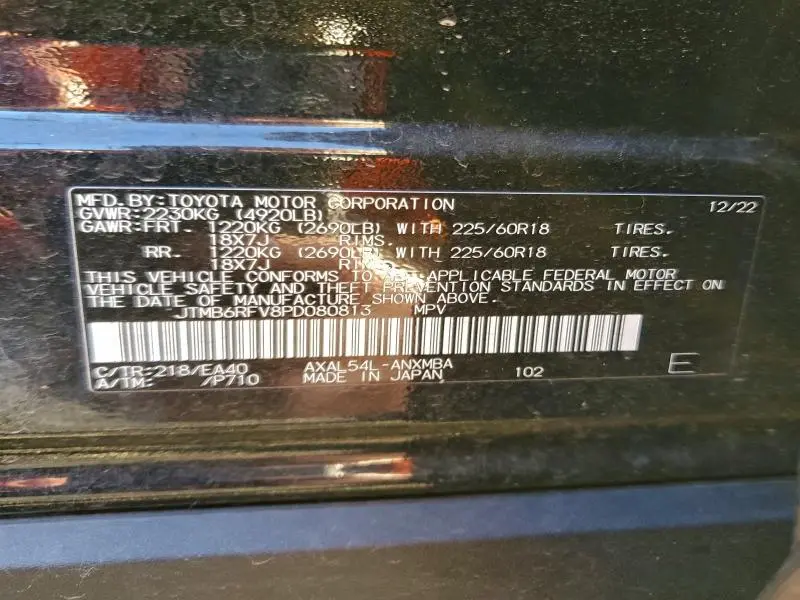 MFD.BY:TOYOTA MOTOR CORPORATION 12/22
GVWR:2230KG (4920LB)
GAWR:FRT. 1220KG (2690LB) WITH 225/60R18 TIRES.
18X7J RIMS.
RR. 1220KG (2690LB) WITH 225/60R18 TIRES.
18X7J RIMS
THIS VEHICLE CONFORMS TO ALL APPLICABLE FEDERAL MOTOR
VEHICLE SAFETY AND THEFT PREVENTION STANDARDS IN EFFECT ON
THE DATE OF MANUFACTURE SHOWN ABOVE.
JTMB6RFV8PD080813 MPV
C/TR:218/EA40 AXAL54L-ANXMBA 102 E
A/TM: /P710 MADE IN JAPAN